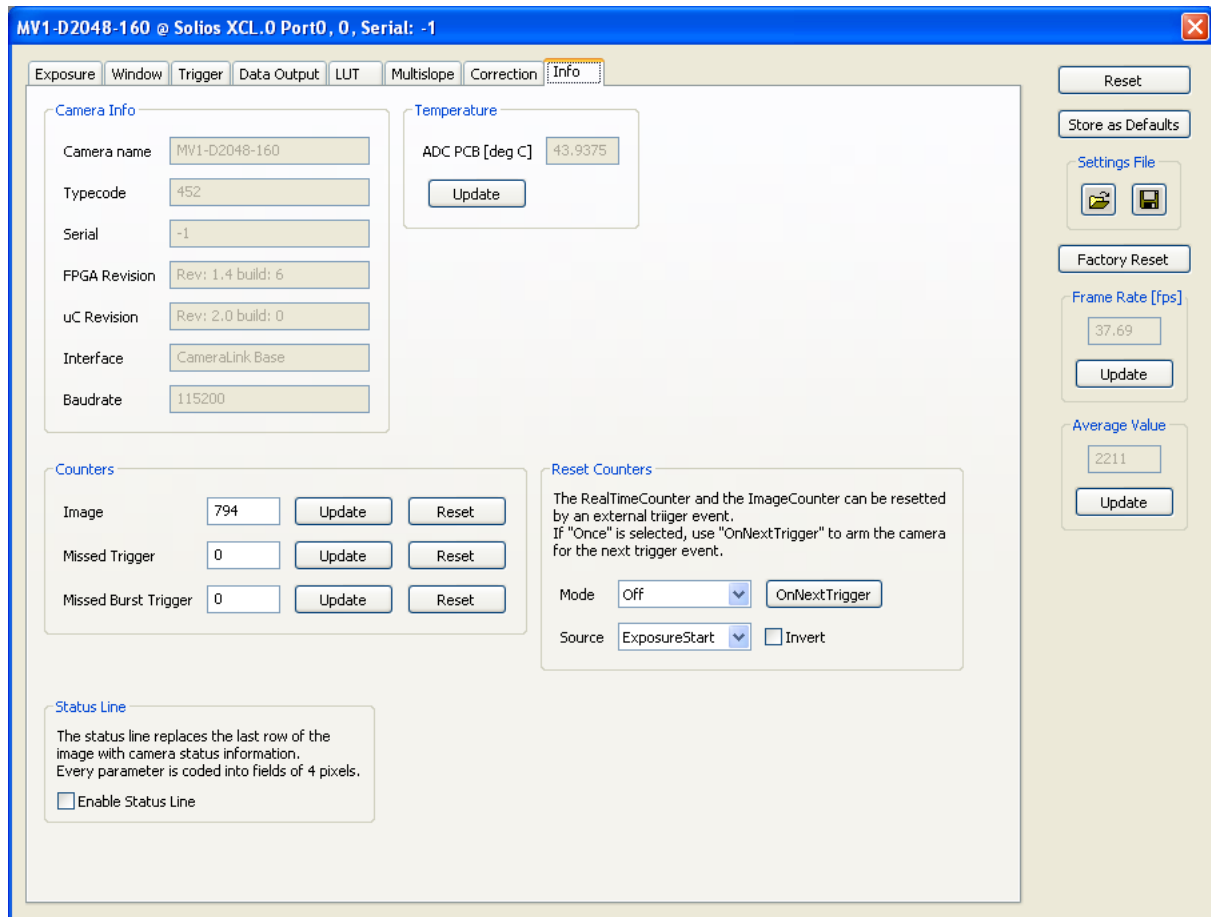 MV1-D2048-160 @ Solios XCL.0 Port0, 0, Serial: -1
Exposure Window Trigger Data Output LUT Multislope Correction Info
Camera Info
Camera name MV1-D2048-160
Typecode 452
Serial -1
FPGA Revision Rev: 1.4 build: 6
uC Revision Rev: 2.0 build: 0
Interface CameraLink Base
Baudrate 115200
Temperature
ADC PCB [deg C] 43.9375
Update
Counters
Image 794 Update Reset
Missed Trigger 0 Update Reset
Missed Burst Trigger 0 Update Reset
Reset Counters
The RealTimeCounter and the ImageCounter can be resetted
by an external triiger event.
If "Once" is selected, use "OnNextTrigger" to arm the camera
for the next trigger event.
Mode Off OnNextTrigger
Source ExposureStart Invert
Status Line
The status line replaces the last row of the
image with camera status information.
Every parameter is coded into fields of 4 pixels.
Enable Status Line
Reset
Store as Defaults
Settings File
Factory Reset
Frame Rate [fps]
37.69
Update
Average Value
2211
Update